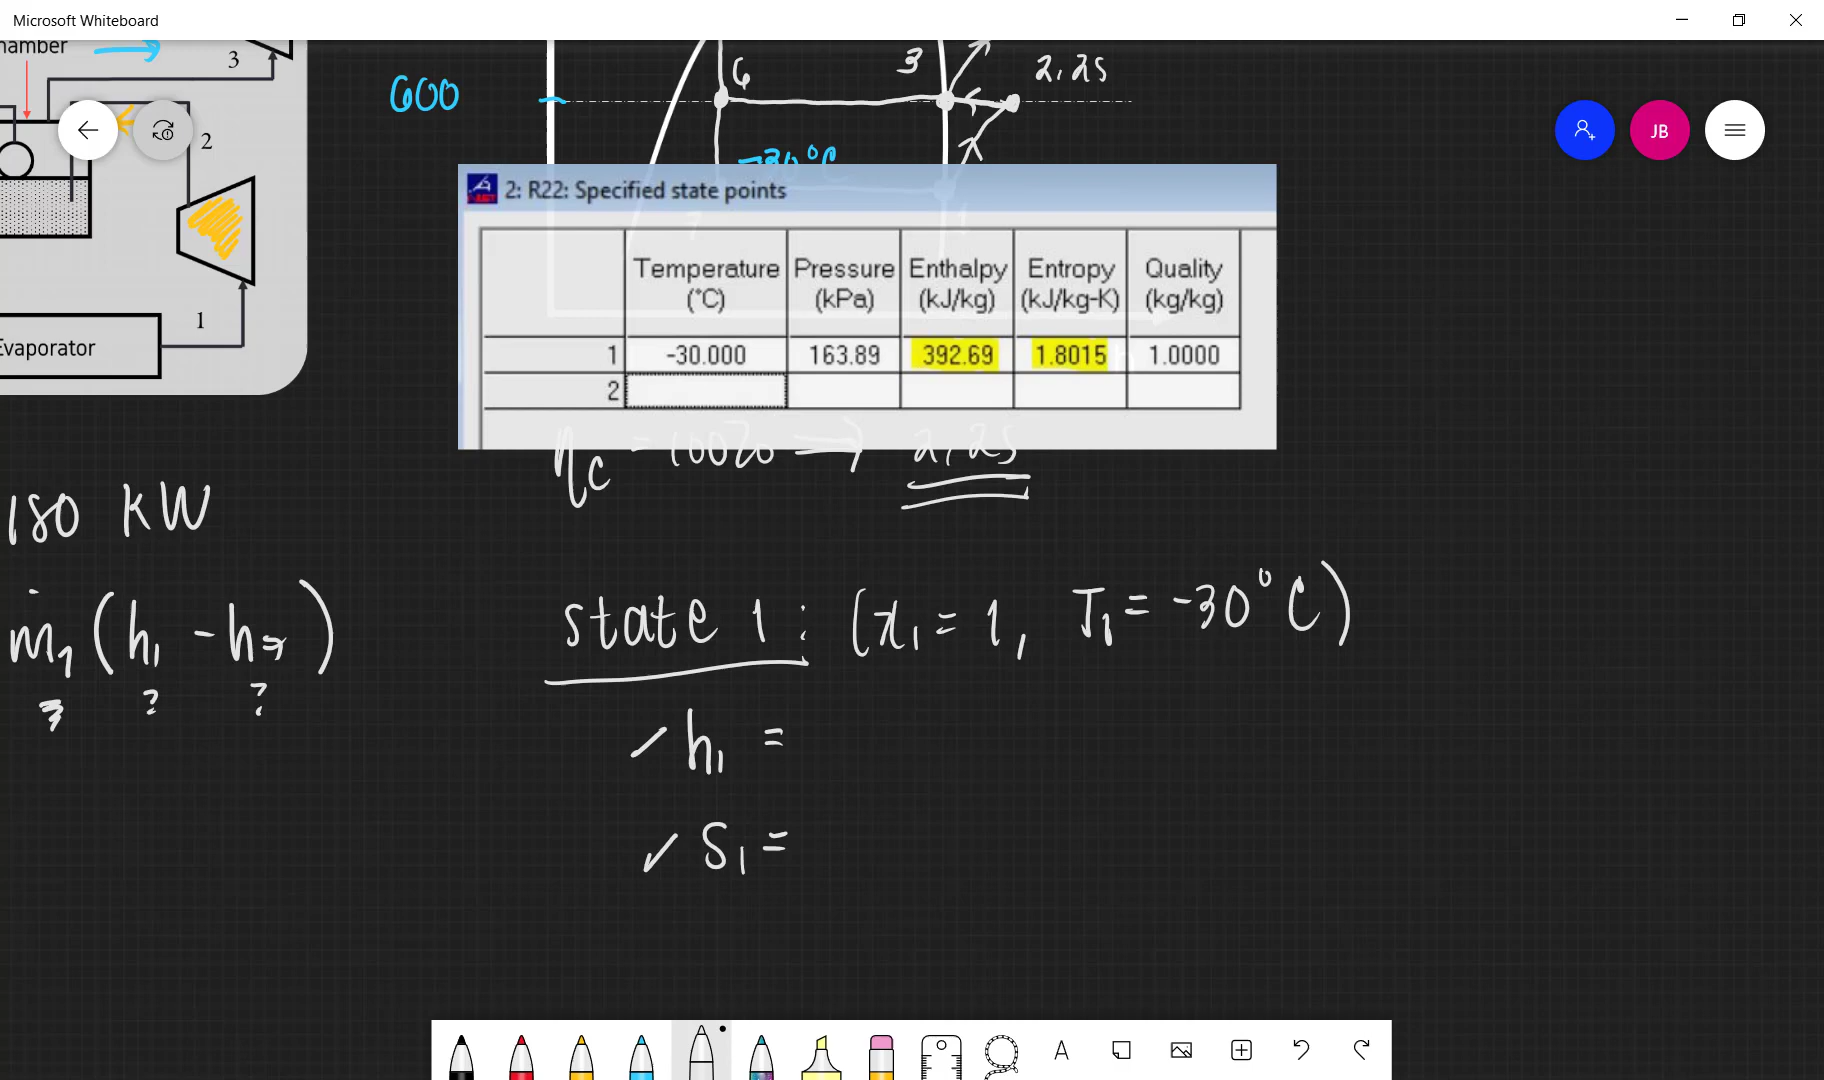 Microsoft Whiteboard
hamber
3
2
1
Evaporator
600
6
3
2,2s
-30°C
JB
2: R22: Specified state points
Temperature (°C) Pressure (kPa) Enthalpy (kJ/kg) Entropy (kJ/kg-K) Quality (kg/kg)
1 -30.000 163.89 392.69 1.8015 1.0000
2
ηc = 100% → 2,2s
180 kW
ṁ1 (h1 - h7)
? ?
state 1: (x1 = 1, T1 = -30°C)
✓ h1 =
✓ S1 =
A